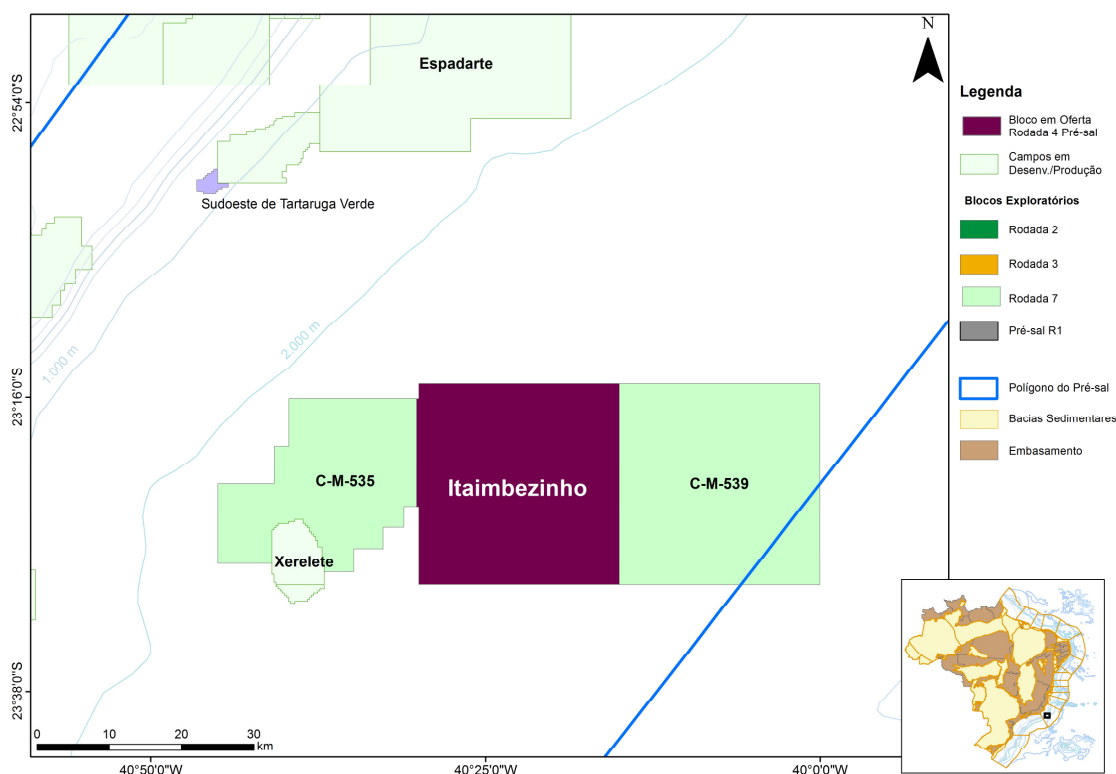 N
Espadarte
Sudoeste de Tartaruga Verde
1.000 m
2.000 m
C-M-535
Itaimbezinho
C-M-539
Xerelete
22°54'0"S
23°16'0"S
23°38'0"S
0 10 20 30
km
40°50'0"W
40°25'0"W
40°0'0"W
Legenda
Bloco em Oferta
Rodada 4 Pré-sal
Campos em
Desenv./Produção
Blocos Exploratórios
Rodada 2
Rodada 3
Rodada 7
Pré-sal R1
Polígono do Pré-sal
Bacias Sedimentares
Embasamento